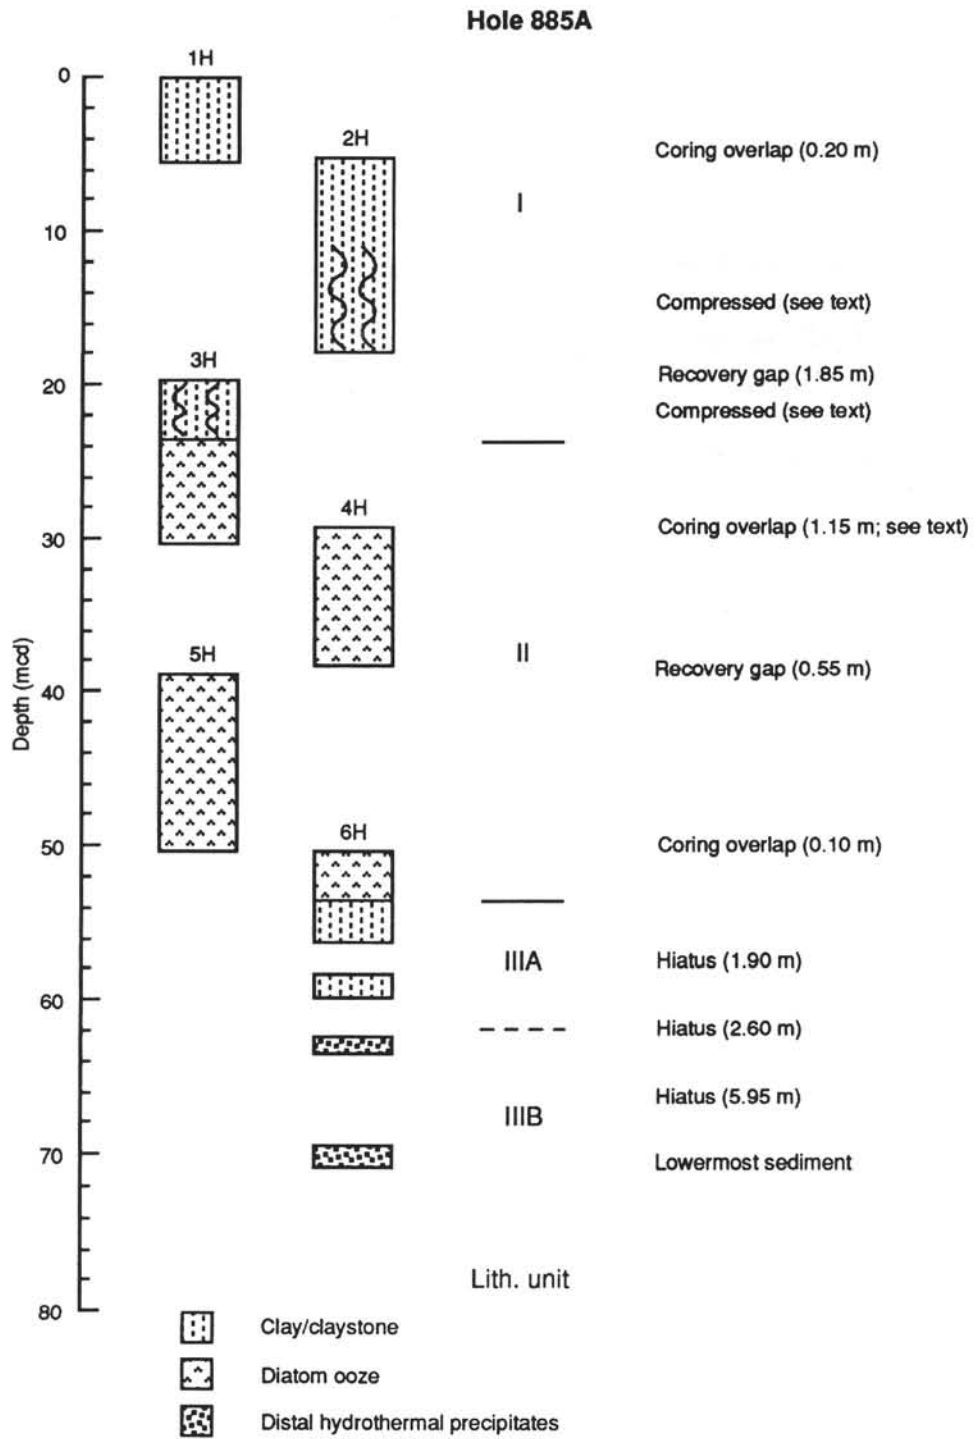 Hole 885A
1H
0
2H
Coring overlap (0.20 m)
I
10
Compressed (see text)
3H
Recovery gap (1.85 m)
20
Compressed (see text)
4H
Coring overlap (1.15 m; see text)
30
Depth (mcd)
5H
II
Recovery gap (0.55 m)
40
6H
50
Coring overlap (0.10 m)
IIIA
Hiatus (1.90 m)
60
Hiatus (2.60 m)
Hiatus (5.95 m)
IIIB
70
Lowermost sediment
Lith. unit
80
Clay/claystone
Diatom ooze
Distal hydrothermal precipitates